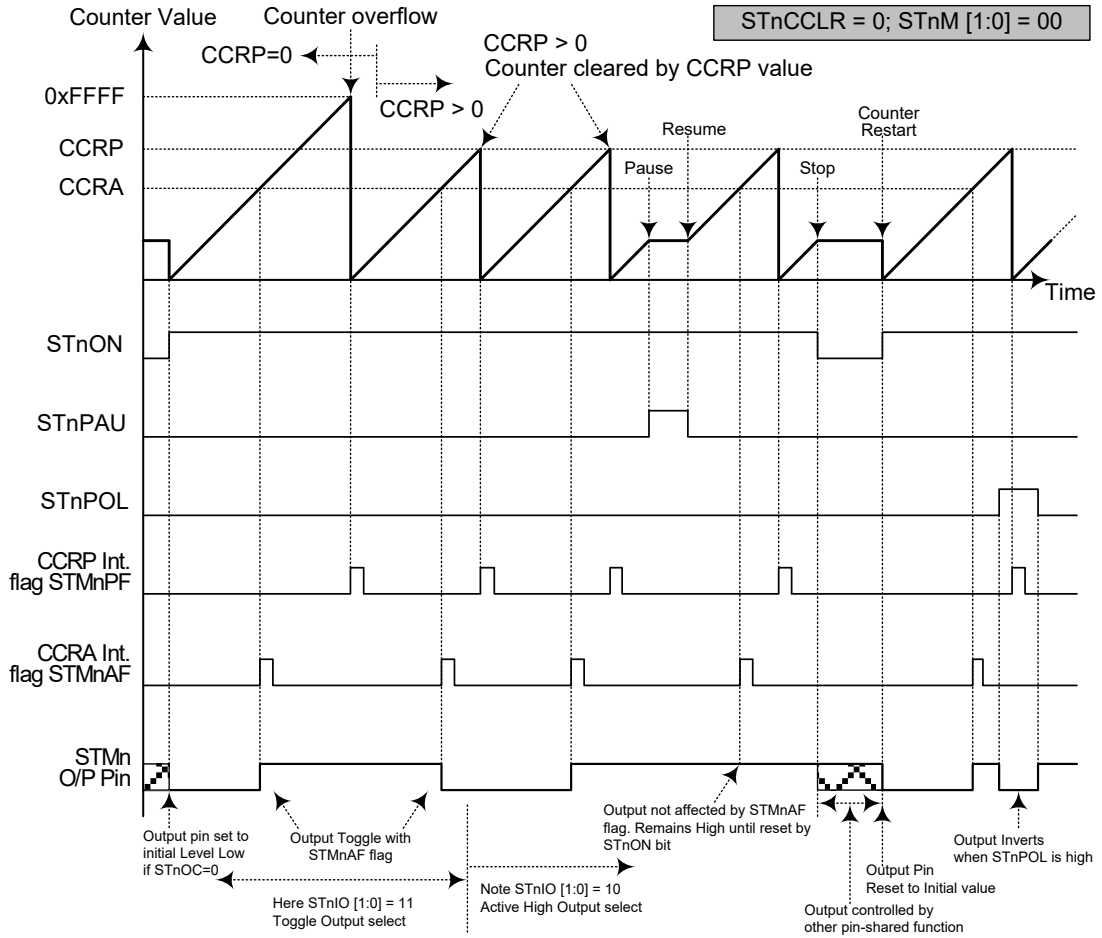 Counter Value
Counter overflow
STnCCLR = 0; STnM [1:0] = 00
CCRP=0
CCRP > 0
CCRP > 0
Counter cleared by CCRP value
0xFFFF
CCRP
CCRA
Pause
Resume
Stop
Counter
Restart
Time
STnON
STnPAU
STnPOL
CCRP Int.
flag STMnPF
CCRA Int.
flag STMnAF
STMn
O/P Pin
Output pin set to
initial Level Low
if STnOC=0
Output Toggle with
STMnAF flag
Output not affected by STMnAF
flag. Remains High until reset by
STnON bit
Output Inverts
when STnPOL is high
Output Pin
Reset to Initial value
Here STnIO [1:0] = 11
Toggle Output select
Note STnIO [1:0] = 10
Active High Output select
Output controlled by
other pin-shared function